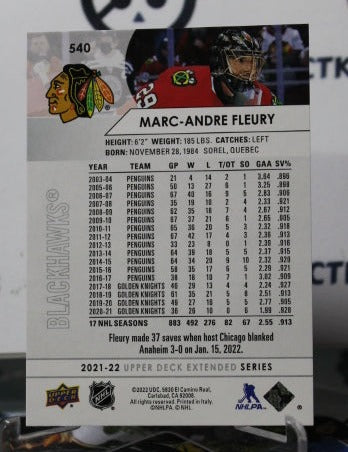 540
MARC-ANDRE FLEURY
HEIGHT: 6'2" WEIGHT: 185 LBS. CATCHES: LEFT
BORN: NOVEMBER 28, 1984 SOREL, QUEBEC
BLACKHAWKS®
YEAR TEAM GP W L T/OT SO GAA SV%
2003-04 PENGUINS 21 4 14 2 1 3.64 .896
2005-06 PENGUINS 50 13 27 6 1 3.25 .898
2006-07 PENGUINS 67 40 16 9 5 2.83 .906
2007-08 PENGUINS 35 19 10 2 4 2.33 .921
2008-09 PENGUINS 62 35 18 7 4 2.67 .912
2009-10 PENGUINS 67 37 21 6 1 2.65 .905
2010-11 PENGUINS 65 36 20 5 3 2.32 .918
2011-12 PENGUINS 67 42 17 4 3 2.36 .913
2012-13 PENGUINS 33 23 8 0 1 2.39 .916
2013-14 PENGUINS 64 39 18 5 5 2.37 .915
2014-15 PENGUINS 64 34 20 9 10 2.32 .920
2015-16 PENGUINS 58 35 17 6 5 2.29 .921
2016-17 PENGUINS 38 18 10 7 1 3.02 .909
2017-18 GOLDEN KNIGHTS 46 29 13 4 4 2.24 .927
2018-19 GOLDEN KNIGHTS 61 35 21 5 8 2.51 .913
2019-20 GOLDEN KNIGHTS 49 27 16 5 5 2.77 .905
2020-21 GOLDEN KNIGHTS 36 26 10 0 6 1.98 .928
17 NHL SEASONS 883 492 276 82 67 2.55 .913
Fleury made 37 saves when host Chicago blanked
Anaheim 3-0 on Jan. 15, 2022.
2021-22 UPPER DECK EXTENDED SERIES
UPPER DECK
NHL
©2022 UDC, 5830 El Camino Real,
Carlsbad, CA 92008.
All rights reserved. Printed in Italy.
©NHLPA. © NHL.
NHLPA